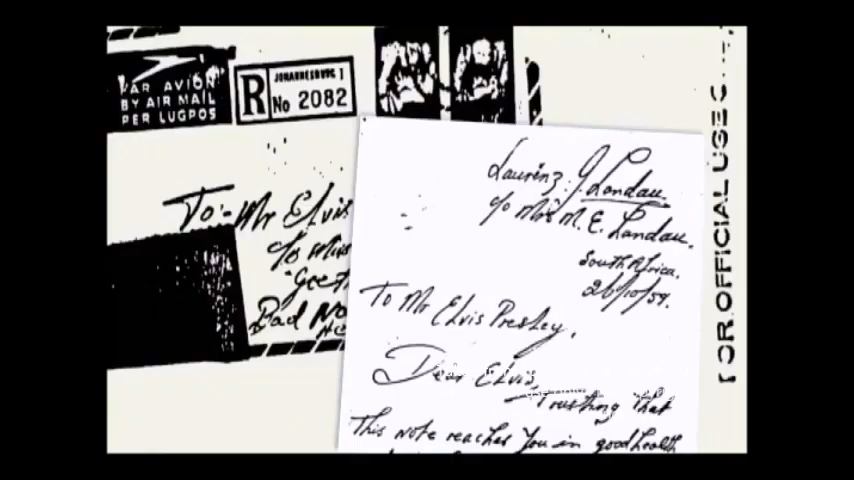 PAR AVION
BY AIR MAIL
PER LUGPOS
R
JOHANNESBURG 1
No 2082
To:- Mr Elvis
c/o
Bad
FOR OFFICIAL USE
Laurenz. J. Landau.
c/o Mrs M. E. Landau.
South Africa.
26/10/59.
To Mr Elvis Presley,
Dear Elvis,
Trusting that
This note reaches you in good health